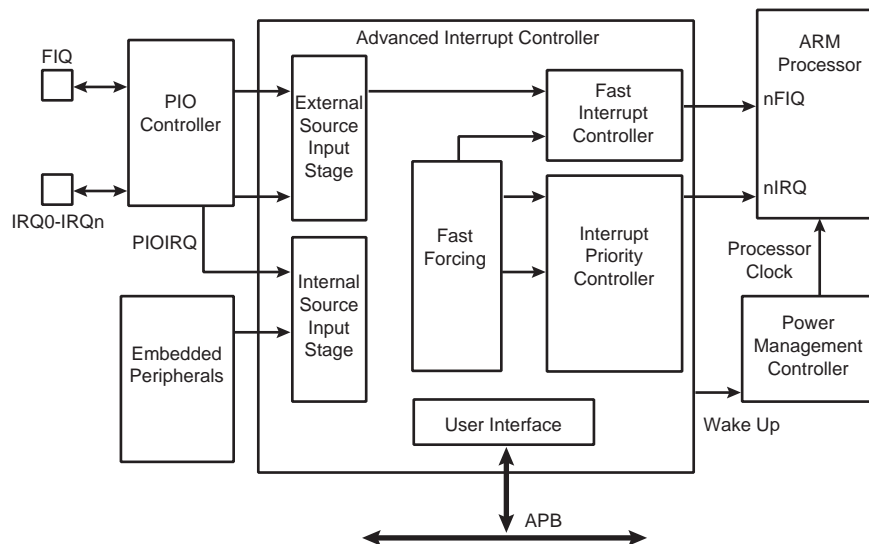 FIQ
IRQ0-IRQn
PIO
Controller
PIOIRQ
Embedded
Peripherals
Advanced Interrupt Controller
External
Source
Input
Stage
Internal
Source
Input
Stage
Fast
Forcing
Fast
Interrupt
Controller
Interrupt
Priority
Controller
User Interface
APB
ARM
Processor
nFIQ
nIRQ
Processor
Clock
Power
Management
Controller
Wake Up